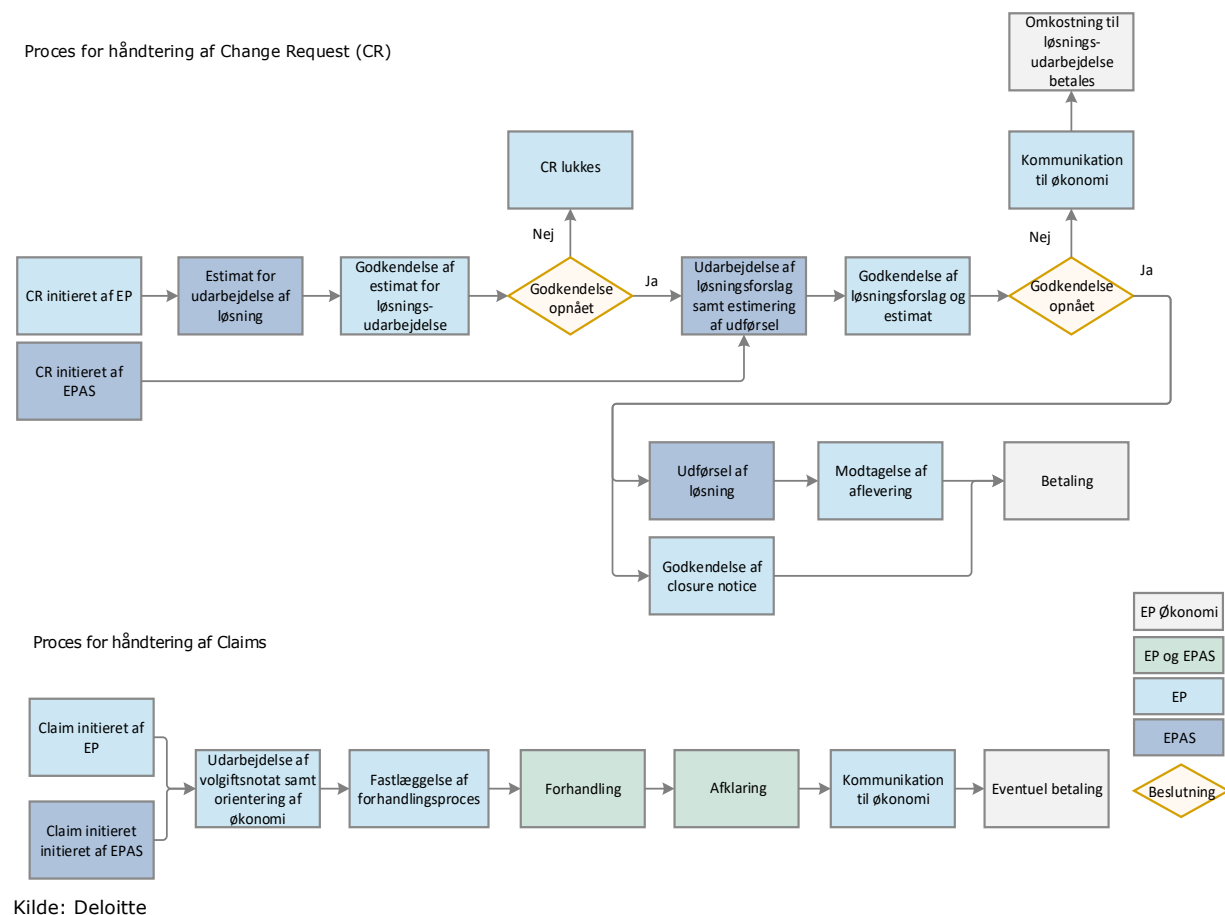 Proces for håndtering af Change Request (CR)
Omkostning til
løsnings-
udarbejdelse
betales
CR lukkes
Kommunikation
til økonomi
Nej
Nej
CR initieret af EP
Estimat for
udarbejdelse af
løsning
Godkendelse af
estimat for
løsnings-
udarbejdelse
Godkendelse
opnået
Ja
Udarbejdelse af
løsningsforslag
samt estimering
af udførsel
Godkendelse af
løsningsforslag og
estimat
Godkendelse
opnået
Ja
CR initieret af
EPAS
Udførsel af
løsning
Modtagelse af
aflevering
Betaling
Godkendelse af
closure notice
Proces for håndtering af Claims
EP Økonomi
EP og EPAS
EP
EPAS
Beslutning
Claim initieret af
EP
Claim initieret
initieret af EPAS
Udarbejdelse af
volgiftsnotat samt
orientering af
økonomi
Fastlæggelse af
forhandlingsproces
Forhandling
Afklaring
Kommunikation
til økonomi
Eventuel betaling
Kilde: Deloitte